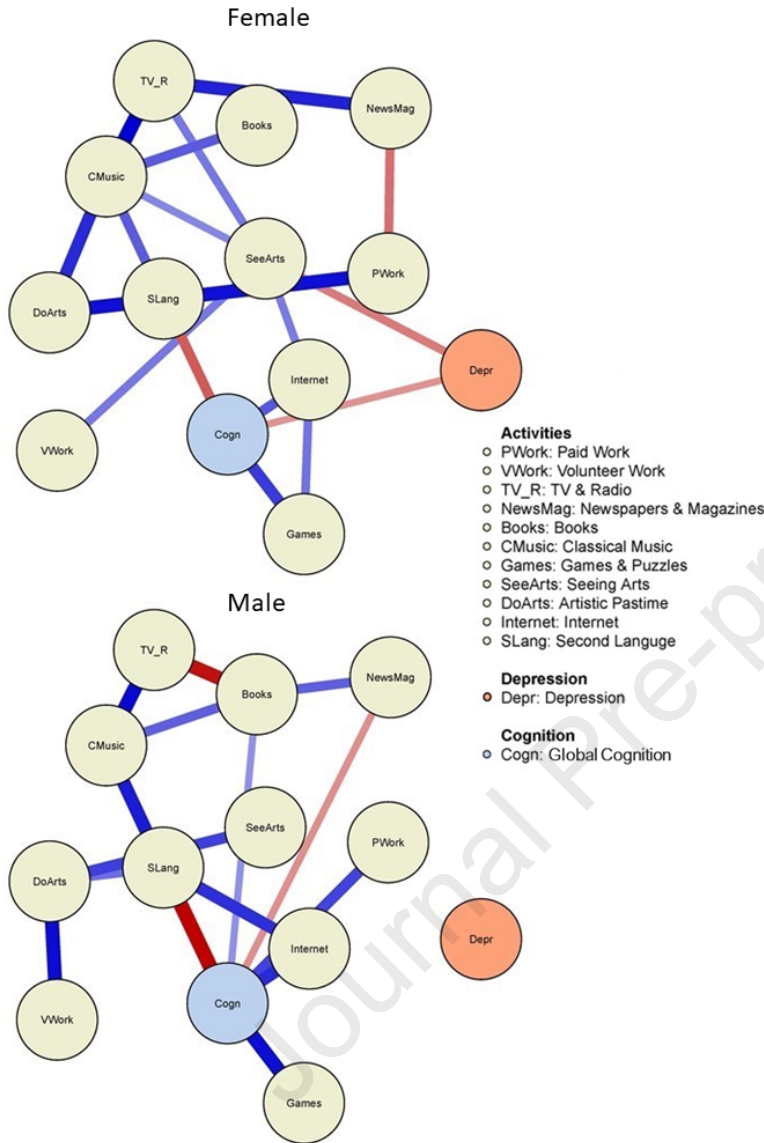 Female
TV_R
NewsMag
Books
CMusic
SeeArts
PWork
SLang
DoArts
Depr
Internet
Cogn
VWork
Games
Activities
PWork: Paid Work
VWork: Volunteer Work
TV_R: TV & Radio
NewsMag: Newspapers & Magazines
Books: Books
CMusic: Classical Music
Games: Games & Puzzles
SeeArts: Seeing Arts
DoArts: Artistic Pastime
Internet: Internet
SLang: Second Languge
Depression
Depr: Depression
Cognition
Cogn: Global Cognition
Male
TV_R
NewsMag
Books
CMusic
SeeArts
PWork
SLang
DoArts
Depr
Internet
Cogn
VWork
Games
Journal Pre-pr